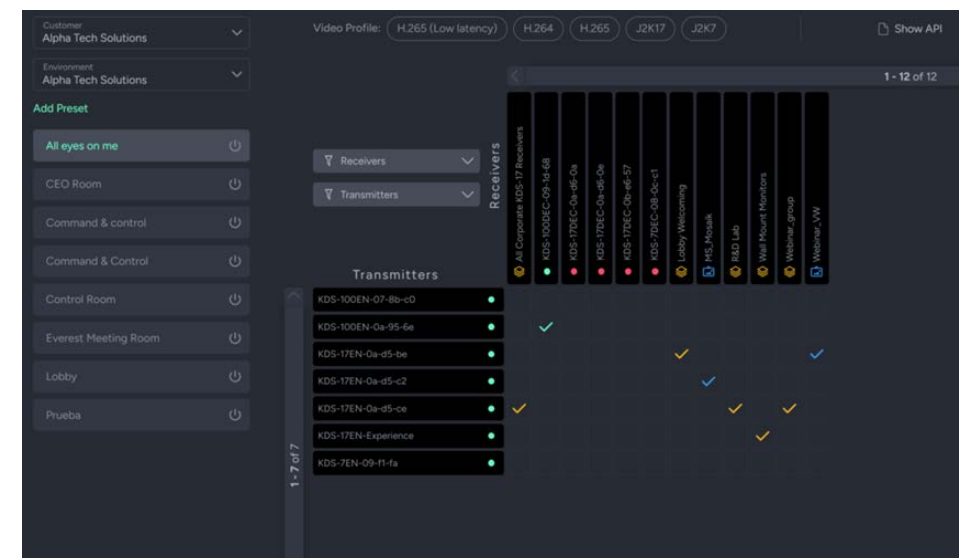 Customer
Alpha Tech Solutions
Environment
Alpha Tech Solutions
Add Preset
All eyes on me
CEO Room
Command & control
Command & Control
Control Room
Everest Meeting Room
Lobby
Prueba
Video Profile: H.265 (Low latency) H.264 H.265 J2K17 J2K7
Show API
1 - 12 of 12
Receivers
Transmitters
Receivers
All Corporate KDS-17 Receivers
KDS-100DEC-09-1d-68
KDS-17DEC-0a-d6-0a
KDS-17DEC-0a-d6-0e
KDS-17DEC-0b-e6-57
KDS-7DEC-08-0c-c1
Lobby Welcoming
MS_Mosaik
R&D Lab
Wall Mount Monitors
Webinar_group
Webinar_VW
Transmitters
KDS-100EN-07-8b-c0
KDS-100EN-0a-95-6e
KDS-17EN-0a-d5-be
KDS-17EN-0a-d5-c2
KDS-17EN-0a-d5-ce
KDS-17EN-Experience
KDS-7EN-09-f1-fa
1 - 7 of 7